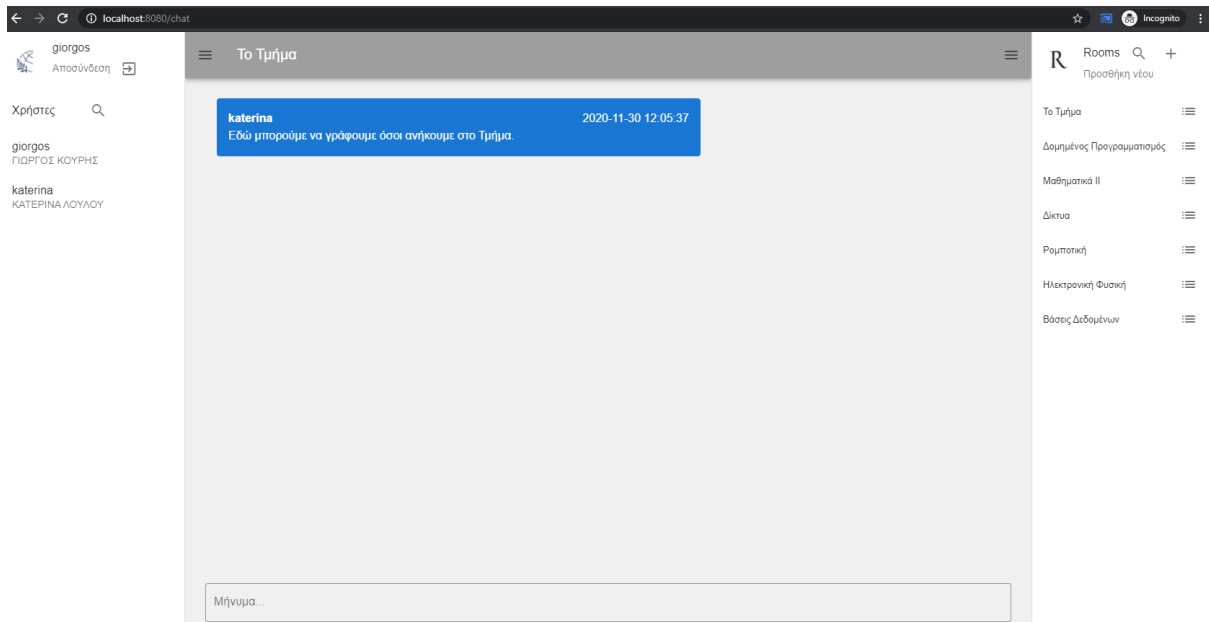 localhost:8080/chat
Incognito
giorgos
Αποσύνδεση
Χρήστες
giorgos
ΓΙΩΡΓΟΣ ΚΟΥΡΗΣ
katerina
ΚΑΤΕΡΙΝΑ ΛΟΥΛΟΥ
Το Τμήμα
katerina 2020-11-30 12:05:37
Εδώ μπορούμε να γράφουμε όσοι ανήκουμε στο Τμήμα.
Μήνυμα...
R
Rooms
Προσθήκη νέου
Το Τμήμα
Δομημένος Προγραμματισμός
Μαθηματικά ΙΙ
Δίκτυα
Ρομποτική
Ηλεκτρονική Φυσική
Βάσεις Δεδομένων